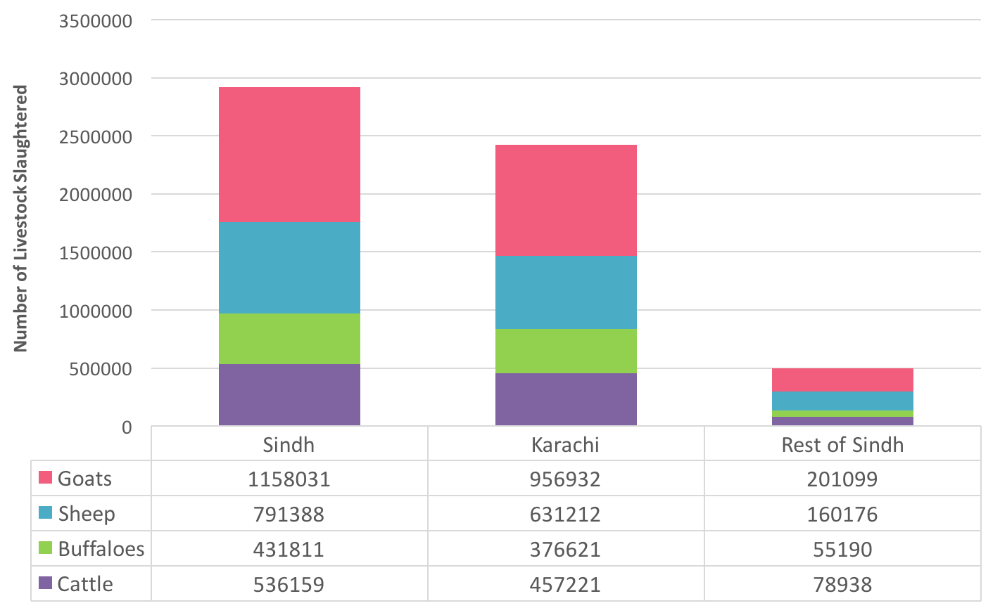 3500000
3000000
2500000
2000000
1500000
1000000
500000
0
Number of Livestock Slaughtered
Sindh Karachi Rest of Sindh
Goats 1158031 956932 201099
Sheep 791388 631212 160176
Buffaloes 431811 376621 55190
Cattle 536159 457221 78938